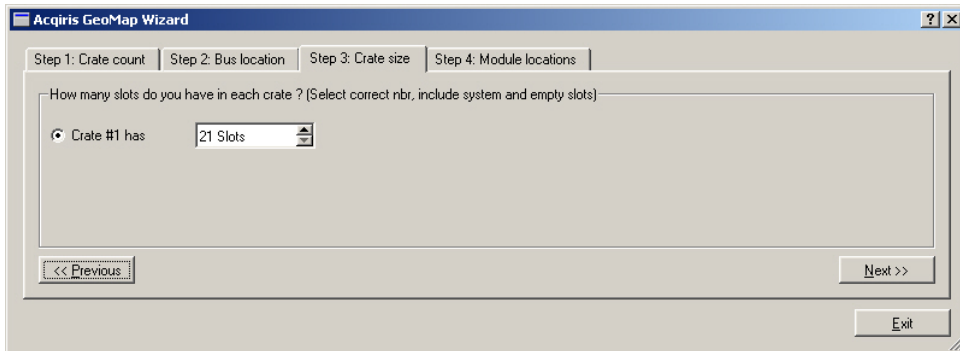 Acqiris GeoMap Wizard
Step 1: Crate count Step 2: Bus location Step 3: Crate size Step 4: Module locations
How many slots do you have in each crate ? (Select correct nbr, include system and empty slots)
Crate #1 has 21 Slots
<< Previous Next >>
Exit